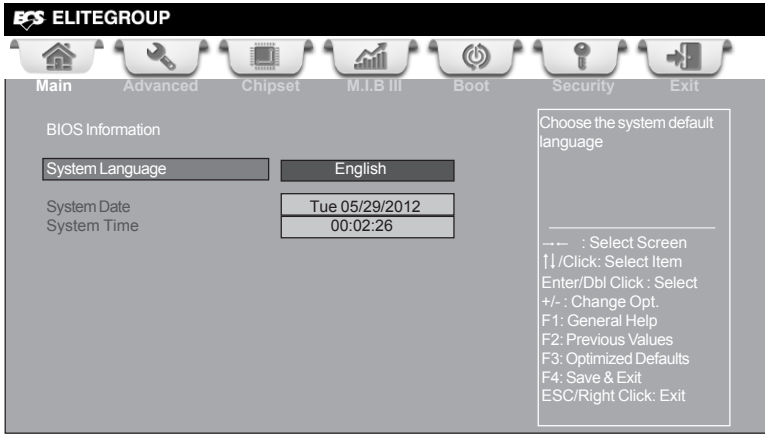 ECS ELITEGROUP
Main Advanced Chipset M.I.B III Boot Security Exit
BIOS Information
System Language English
System Date Tue 05/29/2012
System Time 00:02:26
Choose the system default
language
→← : Select Screen
↑↓/Click: Select Item
Enter/Dbl Click : Select
+/- : Change Opt.
F1: General Help
F2: Previous Values
F3: Optimized Defaults
F4: Save & Exit
ESC/Right Click: Exit